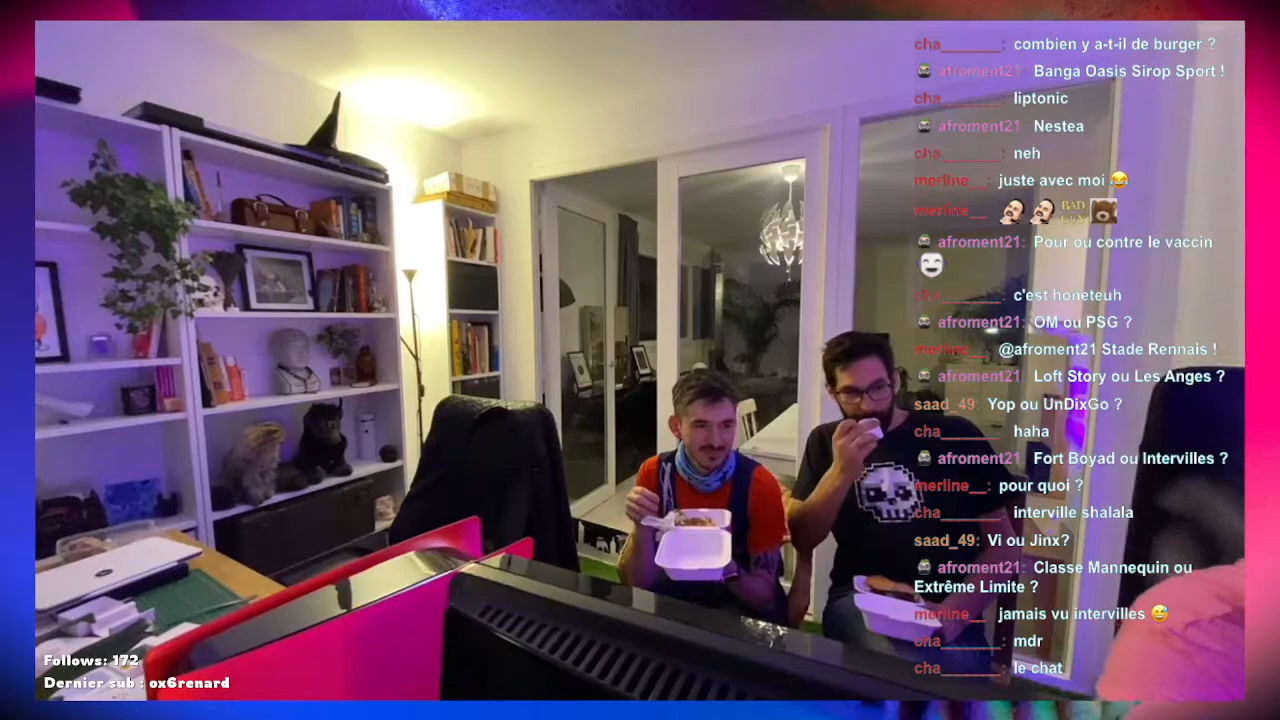 cha_______: combien y a-t-il de burger ?
afroment21: Banga Oasis Sirop Sport !
cha_______: liptonic
afroment21: Nestea
cha_______: neh
merline__: juste avec moi 😂
merline__: BAD
afroment21: Pour ou contre le vaccin
cha_______: c'est honeteuh
afroment21: OM ou PSG ?
merline__: @afroment21 Stade Rennais !
afroment21: Loft Story ou Les Anges ?
saad_49: Yop ou UnDixGo ?
cha_______: haha
afroment21: Fort Boyad ou Intervilles ?
merline__: pour quoi ?
cha_______: interville shalala
saad_49: Vi ou Jinx?
afroment21: Classe Mannequin ou
Extrême Limite ?
merline__: jamais vu intervilles 😅
cha_______: mdr
cha_______: le chat
Follows: 172
Dernier sub : ox6renard